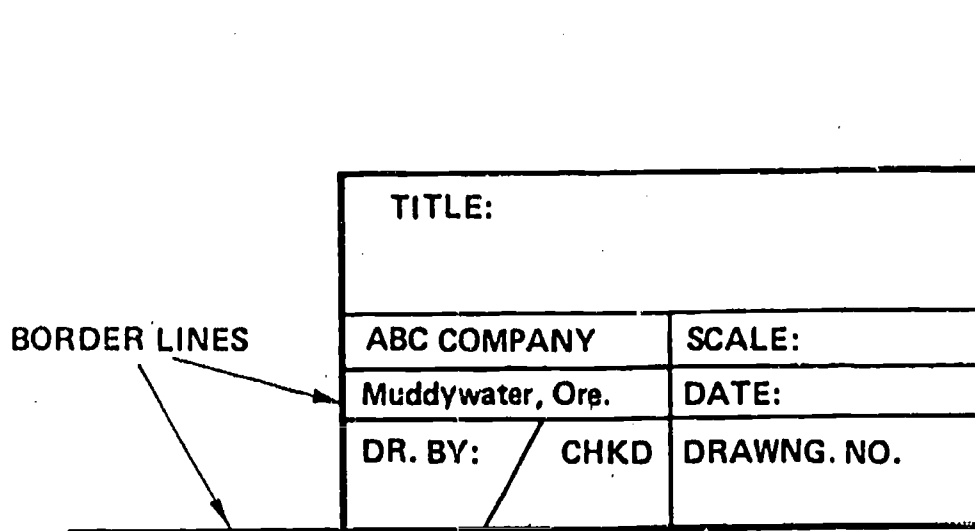 TITLE:
BORDER LINES
ABC COMPANY
SCALE:
Muddywater, Ore.
DATE:
DR. BY: CHKD
DRAWNG. NO.